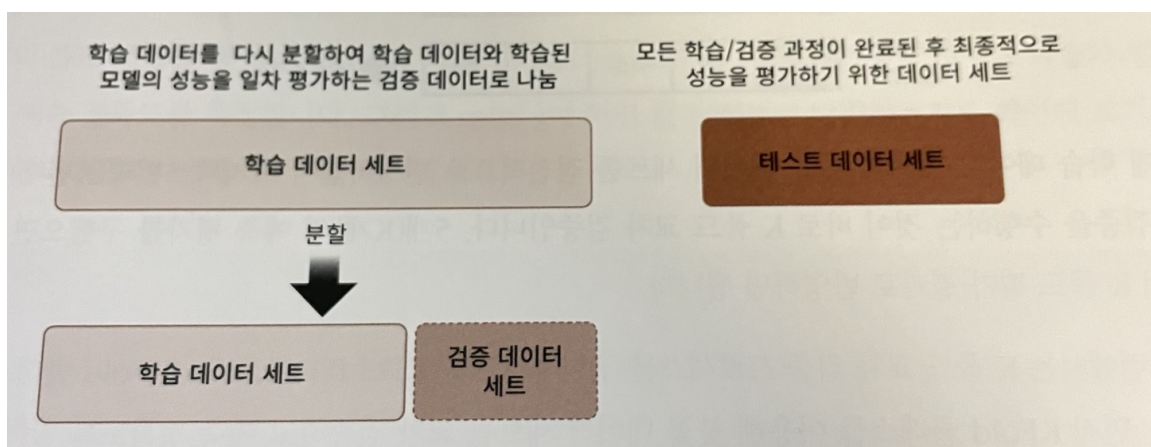 학습 데이터를 다시 분할하여 학습 데이터와 학습된
모델의 성능을 일차 평가하는 검증 데이터로 나눔
모든 학습/검증 과정이 완료된 후 최종적으로
성능을 평가하기 위한 데이터 세트
학습 데이터 세트
테스트 데이터 세트
분할
학습 데이터 세트
검증 데이터
세트